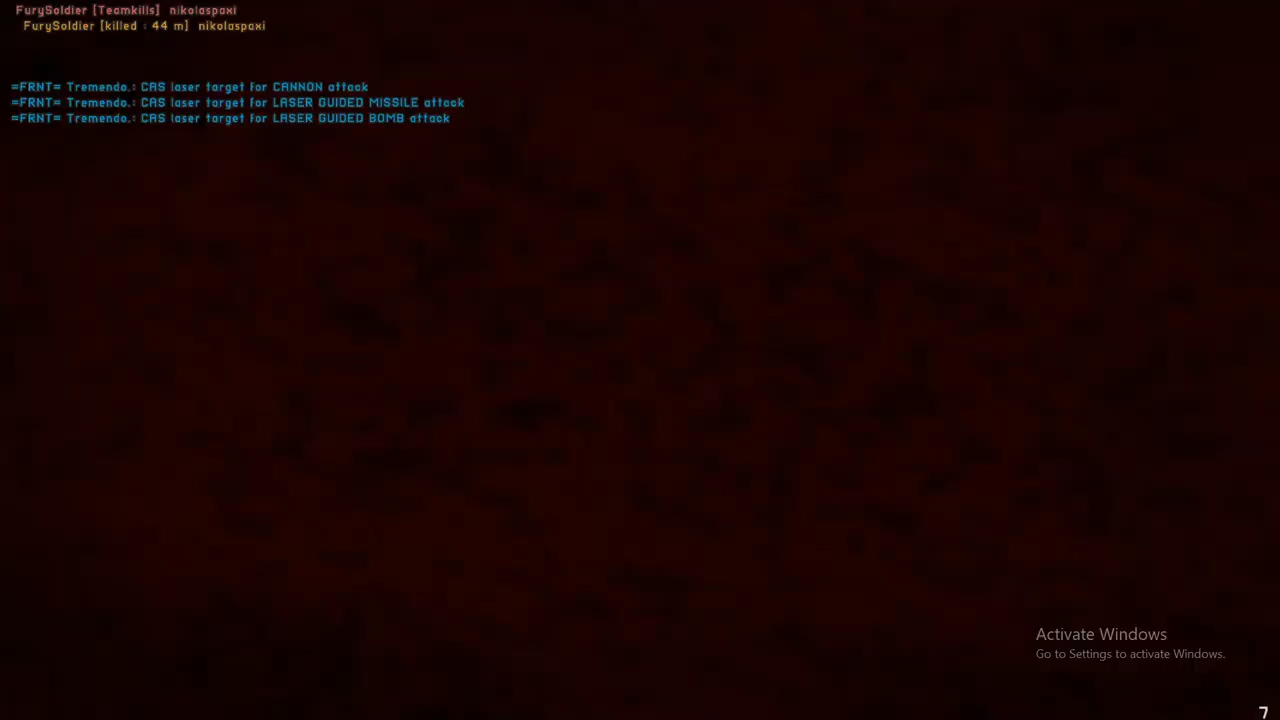 FurySoldier [Teamkills] nikolaspaxi
FurySoldier [killed : 44 m] nikolaspaxi
=FRNT= Tremendo.: CAS laser target for CANNON attack
=FRNT= Tremendo.: CAS laser target for LASER GUIDED MISSILE attack
=FRNT= Tremendo.: CAS laser target for LASER GUIDED BOMB attack
Activate Windows
Go to Settings to activate Windows.
7